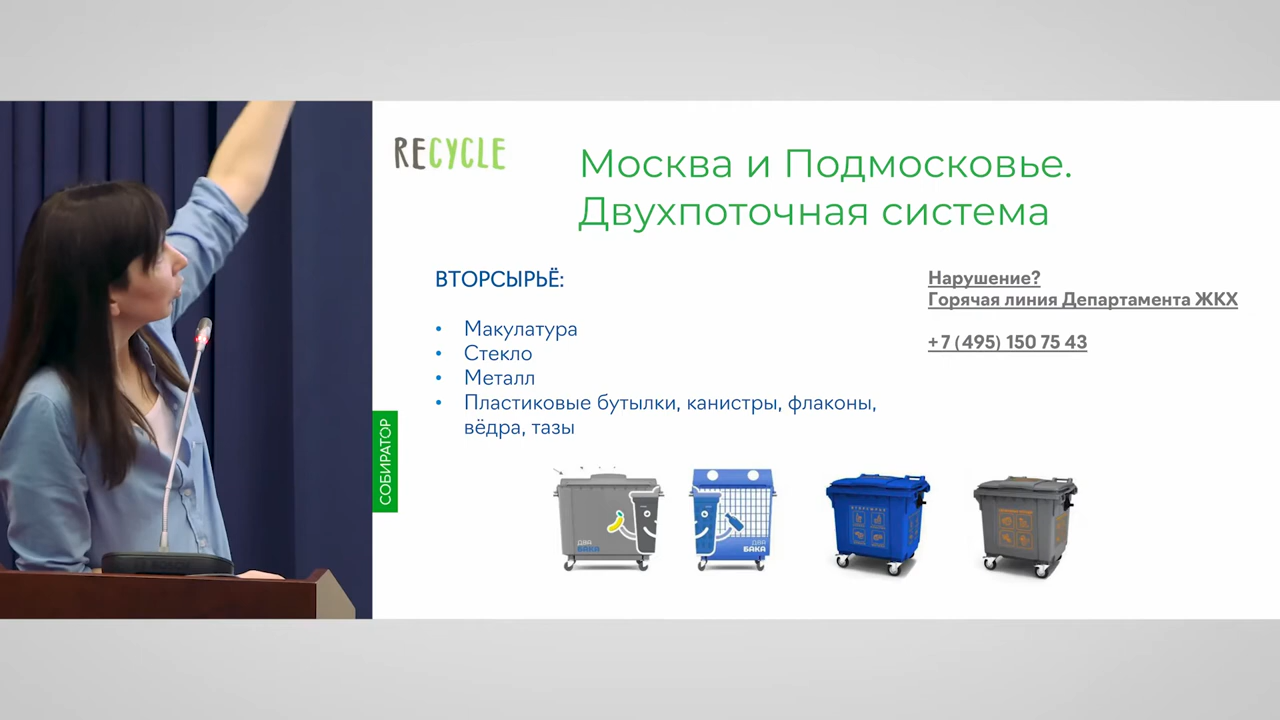 RECYCLE
Москва и Подмосковье.
Двухпоточная система
ВТОРСЫРЬЁ:
• Макулатура
• Стекло
• Металл
• Пластиковые бутылки, канистры, флаконы,
вёдра, тазы
Нарушение?
Горячая линия Департамента ЖКХ
+7 (495) 150 75 43
СОБИРАТОР
ДВА
БАКА
ДВА
БАКА